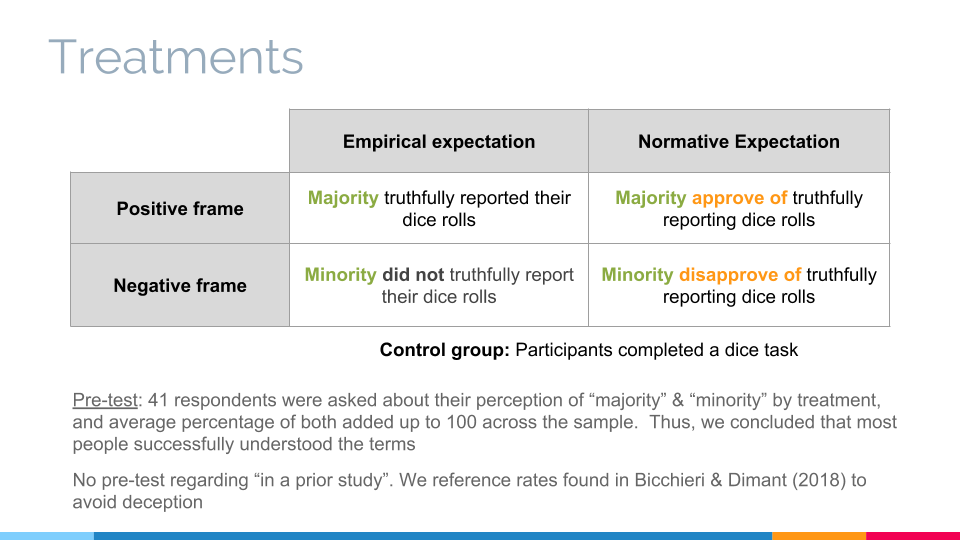 Treatments
Empirical expectation
Normative Expectation
Positive frame
Majority truthfully reported their
dice rolls
Majority approve of truthfully
reporting dice rolls
Negative frame
Minority did not truthfully report
their dice rolls
Minority disapprove of truthfully
reporting dice rolls
Control group: Participants completed a dice task
Pre-test: 41 respondents were asked about their perception of “majority” & “minority” by treatment,
and average percentage of both added up to 100 across the sample.  Thus, we concluded that most
people successfully understood the terms
No pre-test regarding “in a prior study”. We reference rates found in Bicchieri & Dimant (2018) to
avoid deception